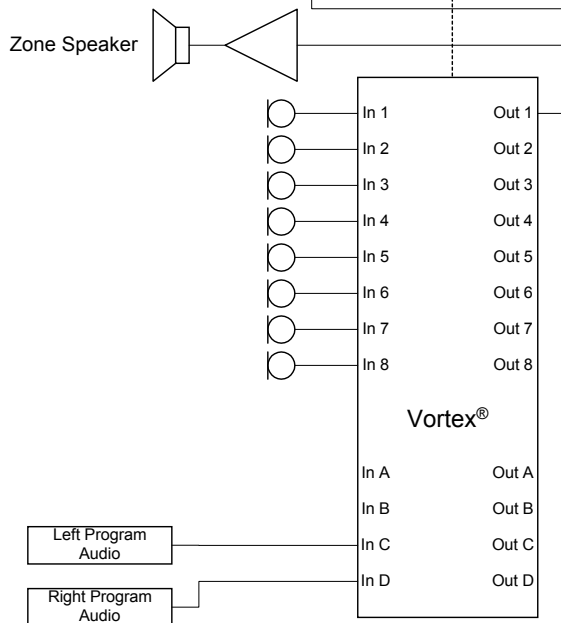 Zone Speaker
In 1 Out 1
In 2 Out 2
In 3 Out 3
In 4 Out 4
In 5 Out 5
In 6 Out 6
In 7 Out 7
In 8 Out 8
Vortex®
In A Out A
In B Out B
Left Program
Audio
In C Out C
In D Out D
Right Program
Audio